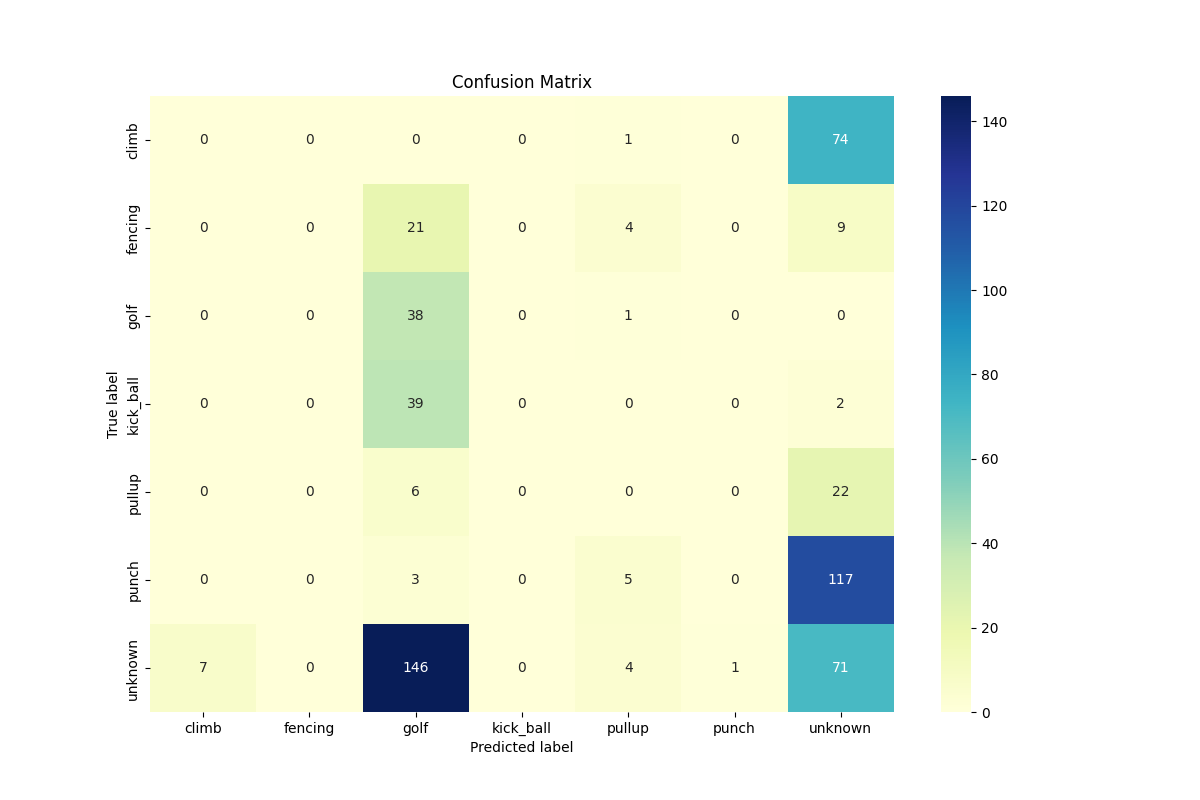 Confusion Matrix
climb 0 0 0 0 1 0 74
fencing 0 0 21 0 4 0 9
golf 0 0 38 0 1 0 0
kick_ball 0 0 39 0 0 0 2
pullup 0 0 6 0 0 0 22
punch 0 0 3 0 5 0 117
unknown 7 0 146 0 4 1 71
True label
climb fencing golf kick_ball pullup punch unknown
Predicted label
140
120
100
80
60
40
20
0